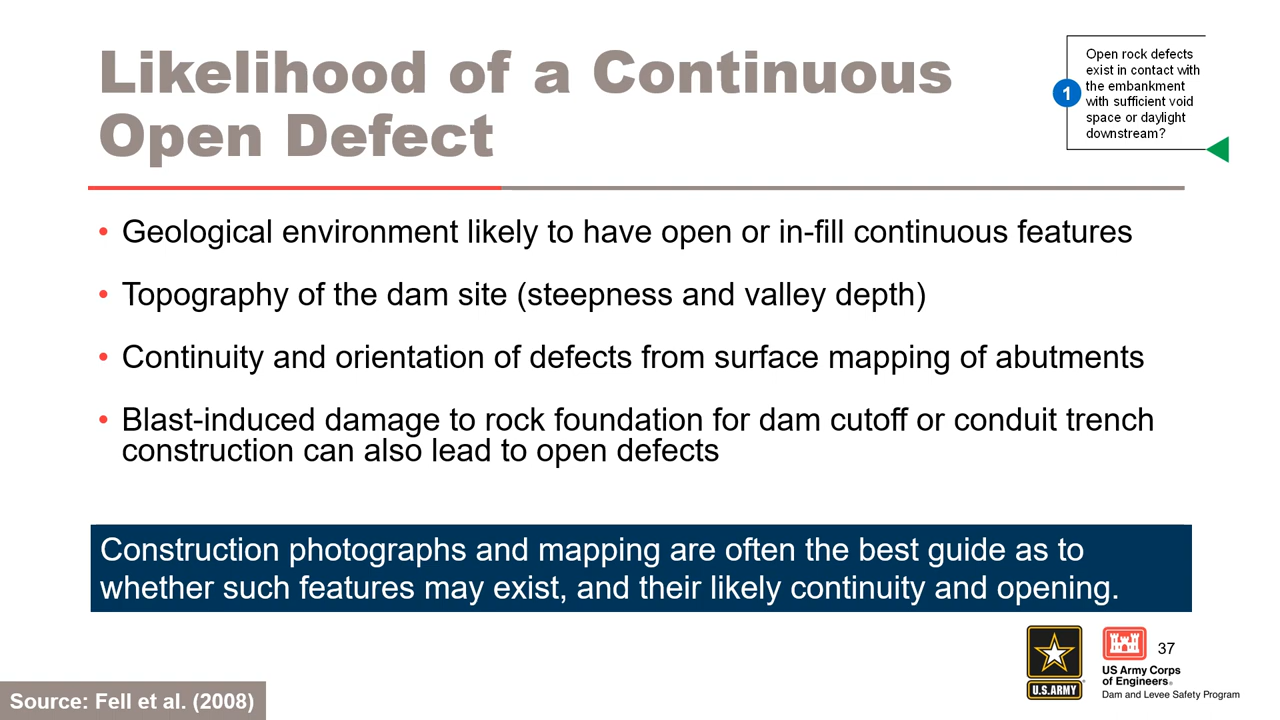 Likelihood of a Continuous
Open Defect
1
Open rock defects
exist in contact with
the embankment
with sufficient void
space or daylight
downstream?
• Geological environment likely to have open or in-fill continuous features
• Topography of the dam site (steepness and valley depth)
• Continuity and orientation of defects from surface mapping of abutments
• Blast-induced damage to rock foundation for dam cutoff or conduit trench
construction can also lead to open defects
Construction photographs and mapping are often the best guide as to
whether such features may exist, and their likely continuity and opening.
U.S.ARMY
37
US Army Corps
of Engineers®
Dam and Levee Safety Program
Source: Fell et al. (2008)